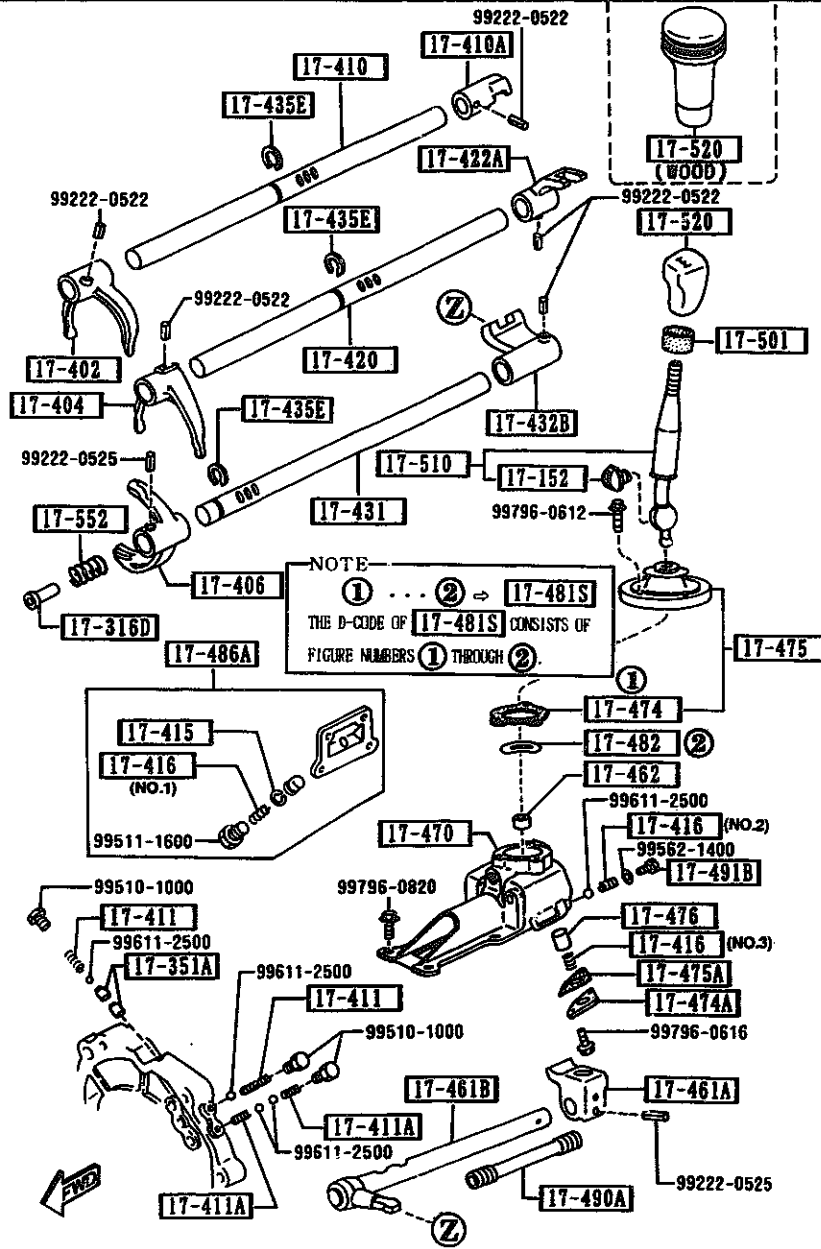 99222-0522
17-410A
17-410
17-435E
17-520
(WOOD)
17-422A
99222-0522
99222-0522
17-435E
17-520
99222-0522
Z
17-501
17-402
17-420
17-404
17-435E
17-432B
99222-0525
17-510
17-152
17-552
17-431
99796-0612
17-406
NOTE
1 ... 2 ⇨ 17-481S
THE D-CODE OF 17-481S CONSISTS OF
FIGURE NUMBERS 1 THROUGH 2.
17-316D
17-475
17-486A
1
17-474
17-415
17-482 2
17-416
(NO.1)
17-462
99611-2500
99511-1600
17-470
17-416 (NO.2)
99562-1400
17-491B
99510-1000
99796-0820
17-411
17-476
99611-2500
17-416 (NO.3)
17-351A
99611-2500
17-475A
17-411
17-474A
99510-1000
99796-0616
17-461B
17-461A
17-411A
99611-2500
99222-0525
FWD
17-411A
17-490A
Z